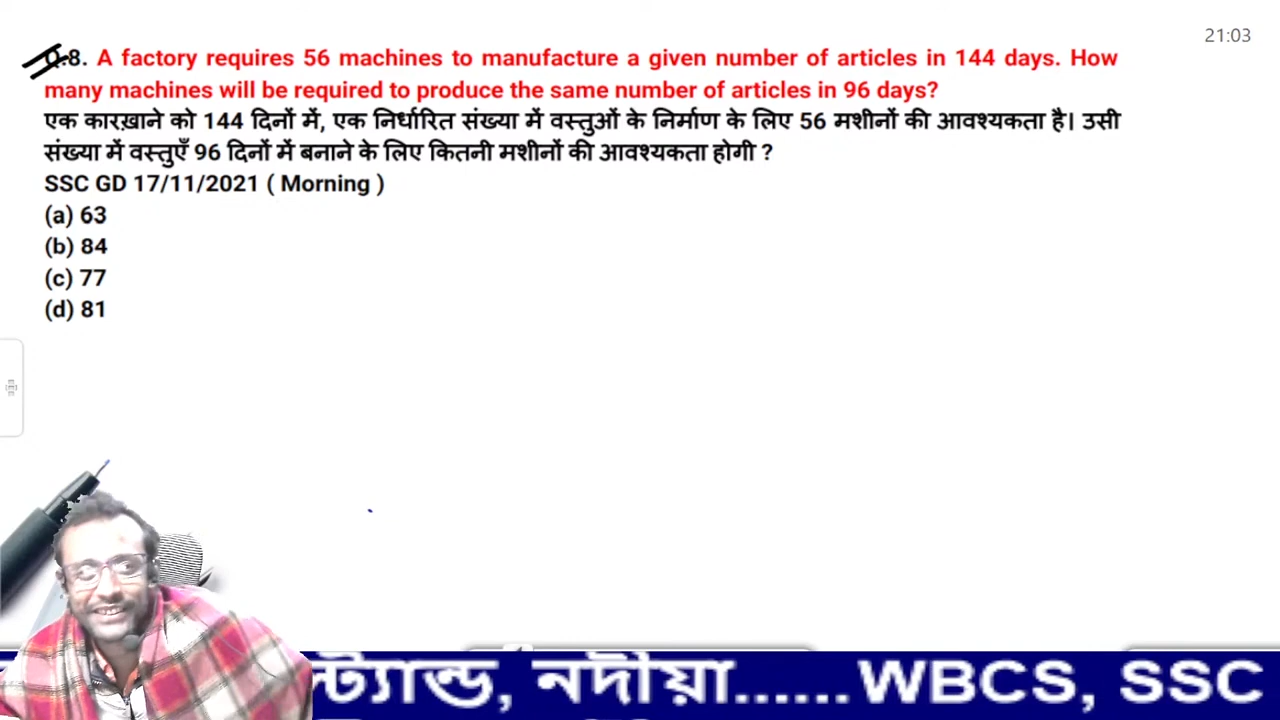 21:03
Q.8. A factory requires 56 machines to manufacture a given number of articles in 144 days. How
many machines will be required to produce the same number of articles in 96 days?
एक कारख़ाने को 144 दिनों में, एक निर्धारित संख्या में वस्तुओं के निर्माण के लिए 56 मशीनों की आवश्यकता है। उसी
संख्या में वस्तुएँ 96 दिनों में बनाने के लिए कितनी मशीनों की आवश्यकता होगी ?
SSC GD 17/11/2021 ( Morning )
(a) 63
(b) 84
(c) 77
(d) 81
স্ট্যান্ড, নদীয়া......WBCS, SSC